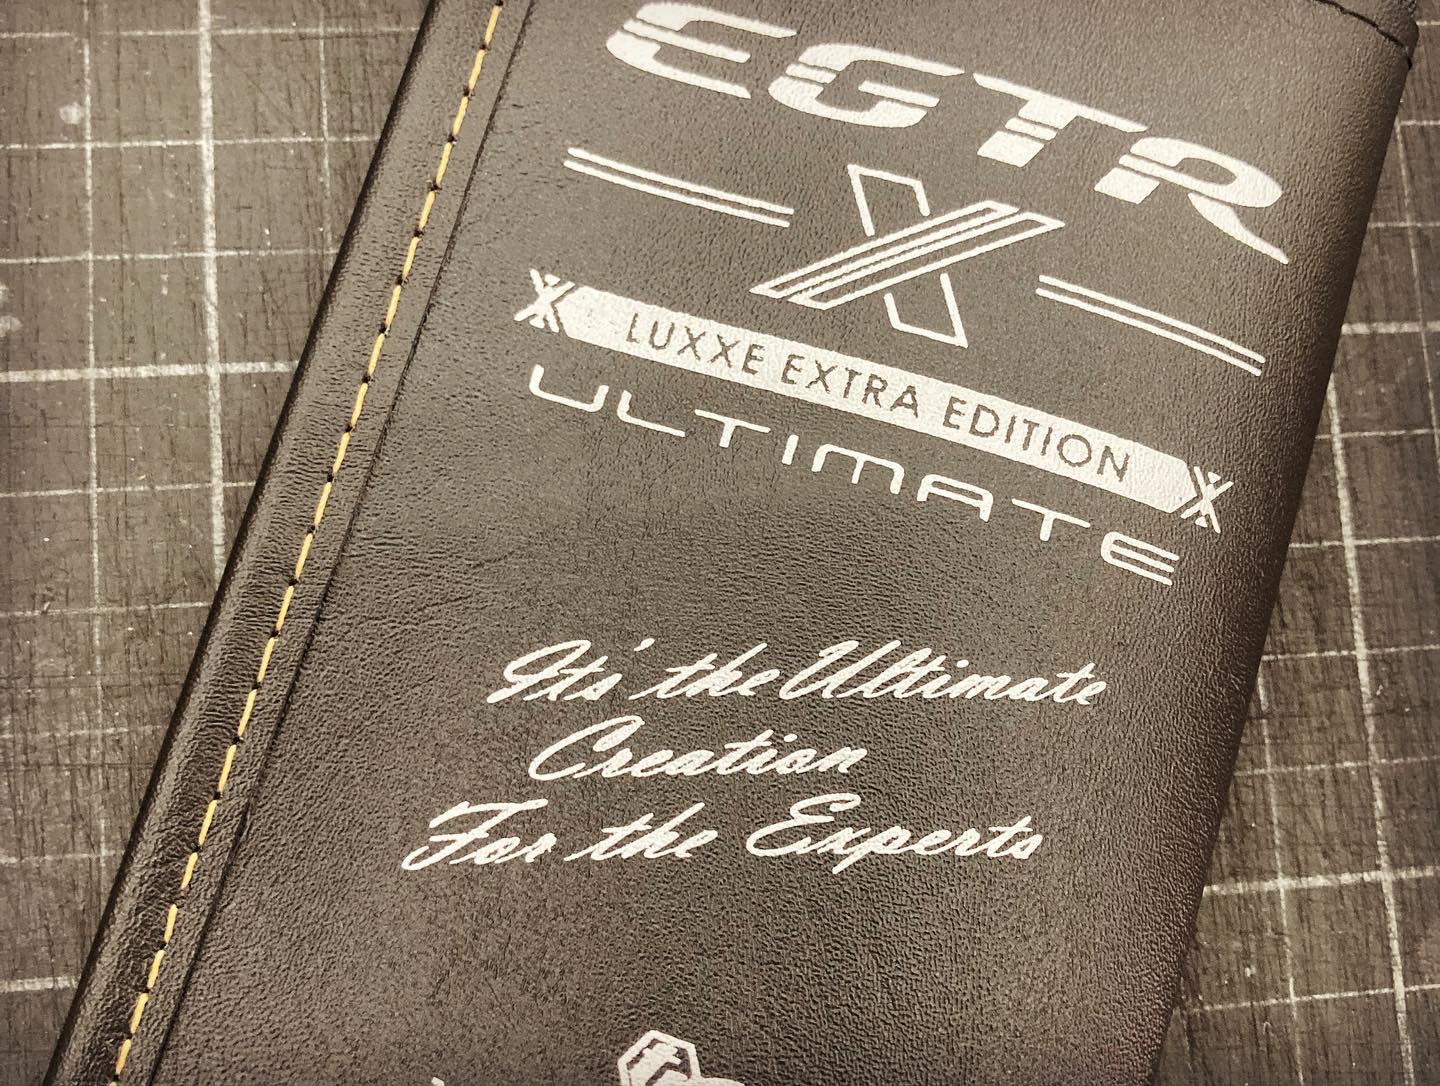 EGTR
X
LUXXE EXTRA EDITION
ULTIMATE
It's the Ultimate
Creation
For the Experts